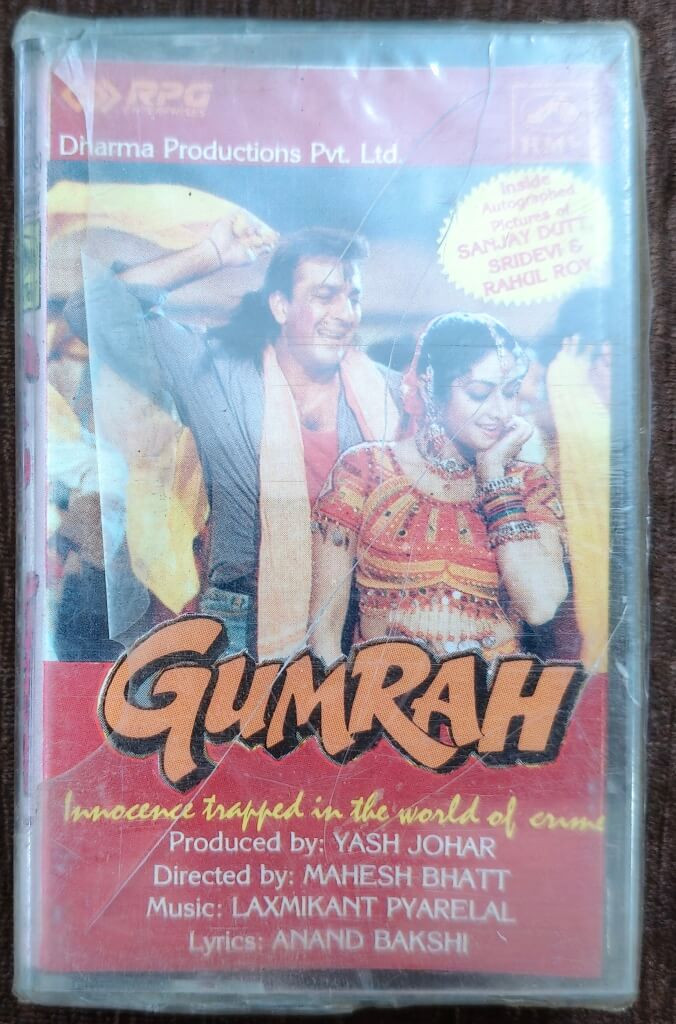 RPG
ENTERPRISES
HMV
Dharma Productions Pvt. Ltd.
Inside
Autographed
Pictures of
SANJAY DUTT
SRIDEVI &
RAHUL ROY
GUMRAH
Innocence trapped in the world of crime
Produced by: YASH JOHAR
Directed by: MAHESH BHATT
Music: LAXMIKANT PYARELAL
Lyrics: ANAND BAKSHI